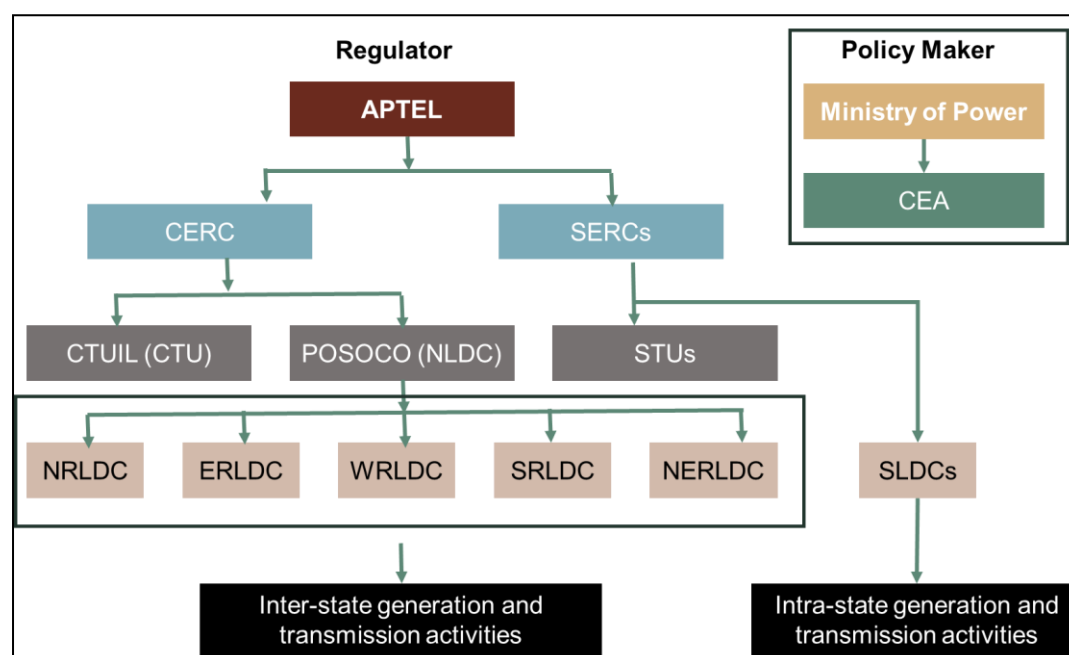 Regulator
Policy Maker
APTEL
Ministry of Power
CEA
CERC
SERCs
CTUIL (CTU)
POSOCO (NLDC)
STUs
NRLDC
ERLDC
WRLDC
SRLDC
NERLDC
SLDCs
Inter-state generation and
transmission activities
Intra-state generation and
transmission activities